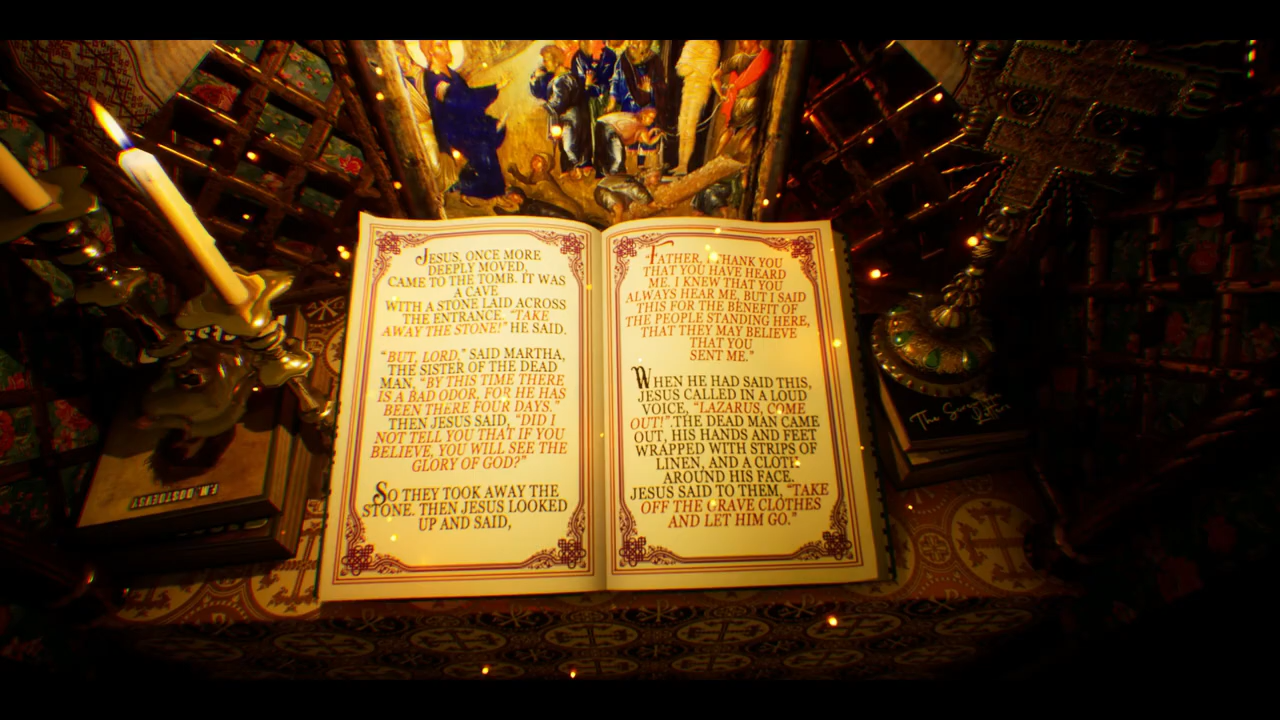 JESUS, ONCE MORE
DEEPLY MOVED,
CAME TO THE TOMB. IT WAS
A CAVE
WITH A STONE LAID ACROSS
THE ENTRANCE. “TAKE
AWAY THE STONE!” HE SAID.
“BUT, LORD.” SAID MARTHA,
THE SISTER OF THE DEAD
MAN, “BY THIS TIME THERE
IS A BAD ODOR, FOR HE HAS
BEEN THERE FOUR DAYS.”
THEN JESUS SAID, “DID I
NOT TELL YOU THAT IF YOU
BELIEVE, YOU WILL SEE THE
GLORY OF GOD?”
SO THEY TOOK AWAY THE
STONE. THEN JESUS LOOKED
UP AND SAID,
“FATHER, I THANK YOU
THAT YOU HAVE HEARD
ME. I KNEW THAT YOU
ALWAYS HEAR ME, BUT I SAID
THIS FOR THE BENEFIT OF
THE PEOPLE STANDING HERE,
THAT THEY MAY BELIEVE
THAT YOU
SENT ME.”
WHEN HE HAD SAID THIS,
JESUS CALLED IN A LOUD
VOICE, “LAZARUS, COME
OUT!”.THE DEAD MAN CAME
OUT, HIS HANDS AND FEET
WRAPPED WITH STRIPS OF
LINEN, AND A CLOTH
AROUND HIS FACE.
JESUS SAID TO THEM, “TAKE
OFF THE GRAVE CLOTHES
AND LET HIM GO.”
F.M. DOSTOEVSKY
The